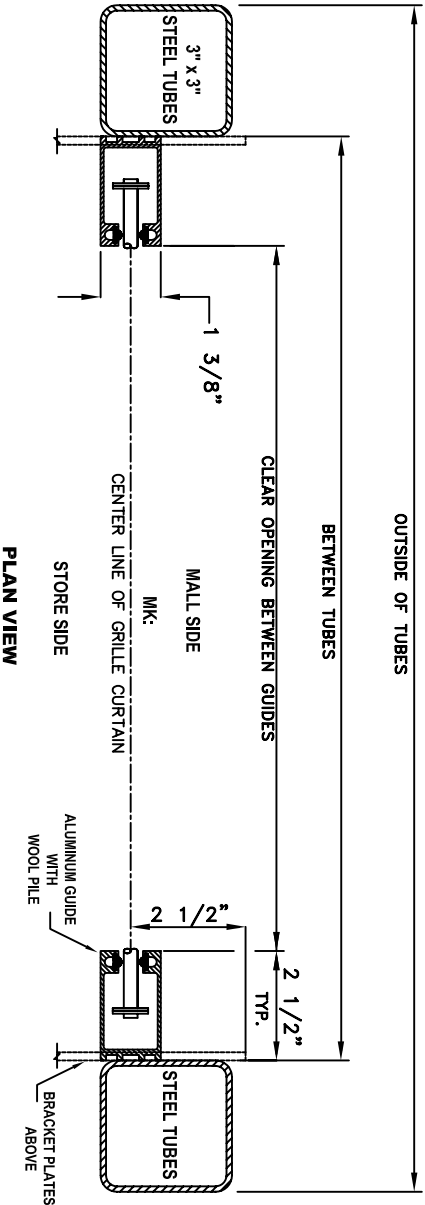 OUTSIDE OF TUBES
BETWEEN TUBES
CLEAR OPENING BETWEEN GUIDES
3" x 3"
STEEL TUBES
1 3/8"
MALL SIDE
MK:
CENTER LINE OF GRILLE CURTAIN
STORE SIDE
PLAN VIEW
2 1/2"
2 1/2"
TYP.
STEEL TUBES
ALUMINUM GUIDE
WITH
WOOL PILE
BRACKET PLATES
ABOVE